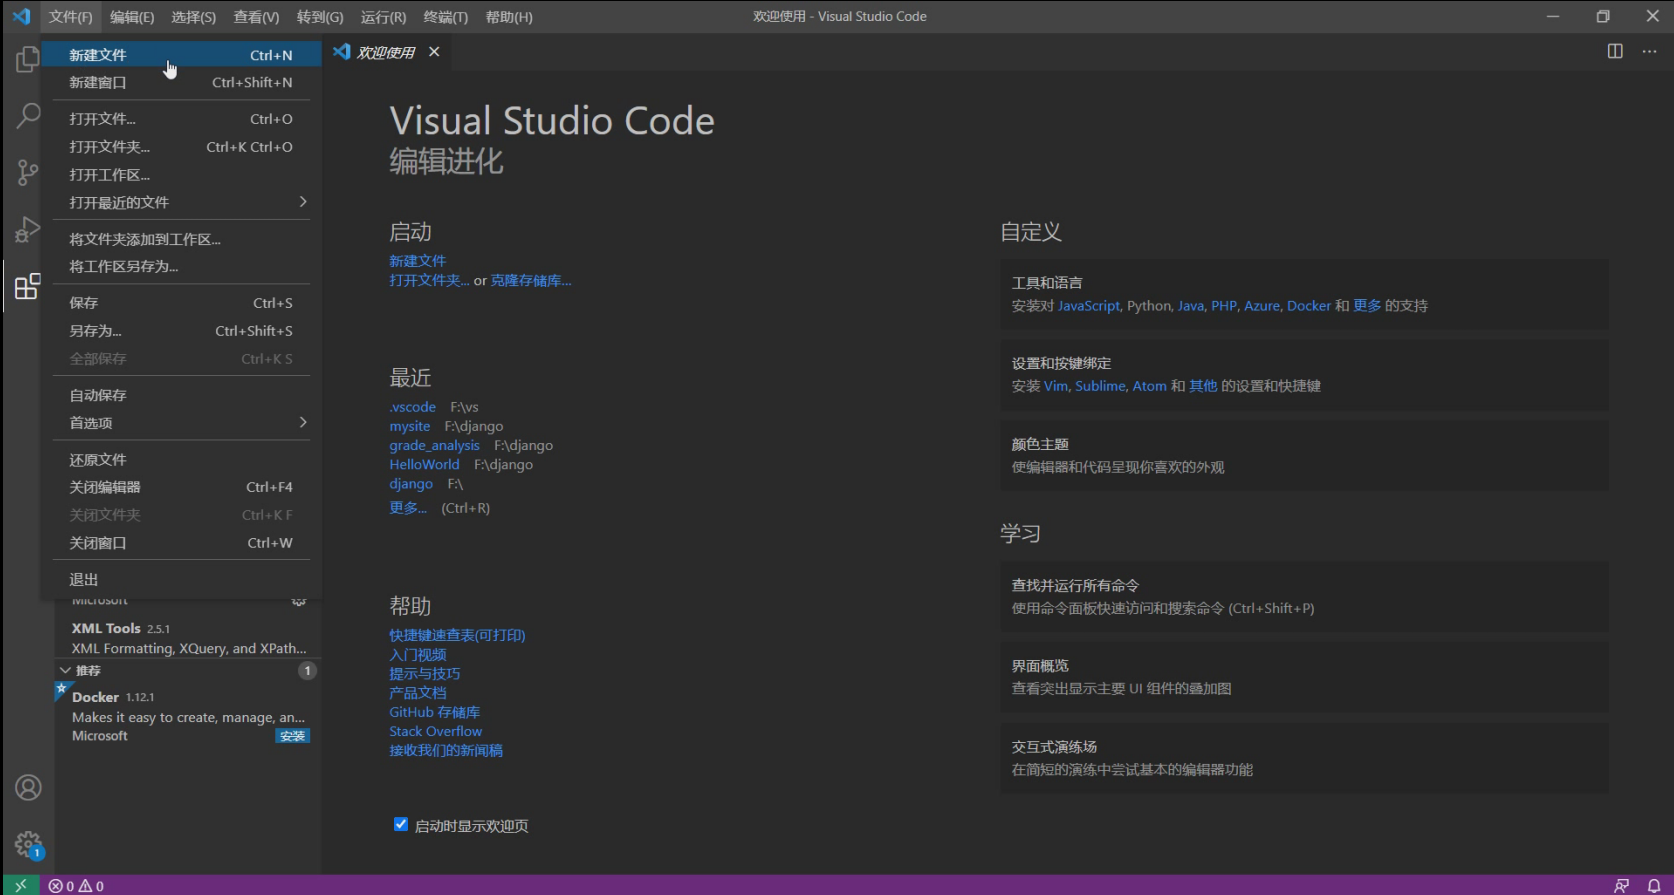 文件(F) 编辑(E) 选择(S) 查看(V) 转到(G) 运行(R) 终端(T) 帮助(H)
欢迎使用 - Visual Studio Code
新建文件 Ctrl+N
新建窗口 Ctrl+Shift+N
打开文件... Ctrl+O
打开文件夹... Ctrl+K Ctrl+O
打开工作区...
打开最近的文件
将文件夹添加到工作区...
将工作区另存为...
保存 Ctrl+S
另存为... Ctrl+Shift+S
全部保存 Ctrl+K S
自动保存
首选项
还原文件
关闭编辑器 Ctrl+F4
关闭文件夹 Ctrl+K F
关闭窗口 Ctrl+W
退出
Microsoft
XML Tools 2.5.1
XML Formatting, XQuery, and XPath...
推荐 1
Docker 1.12.1
Makes it easy to create, manage, an...
Microsoft 安装
1
0 0
欢迎使用
Visual Studio Code
编辑进化
启动
新建文件
打开文件夹... or 克隆存储库...
最近
.vscode F:\vs
mysite F:\django
grade_analysis F:\django
HelloWorld F:\django
django F:\
更多... (Ctrl+R)
帮助
快捷键速查表(可打印)
入门视频
提示与技巧
产品文档
GitHub 存储库
Stack Overflow
接收我们的新闻稿
启动时显示欢迎页
自定义
工具和语言
安装对 JavaScript, Python, Java, PHP, Azure, Docker 和 更多 的支持
设置和按键绑定
安装 Vim, Sublime, Atom 和 其他 的设置和快捷键
颜色主题
使编辑器和代码呈现你喜欢的外观
学习
查找并运行所有命令
使用命令面板快速访问和搜索命令 (Ctrl+Shift+P)
界面概览
查看突出显示主要 UI 组件的叠加图
交互式演练场
在简短的演练中尝试基本的编辑器功能